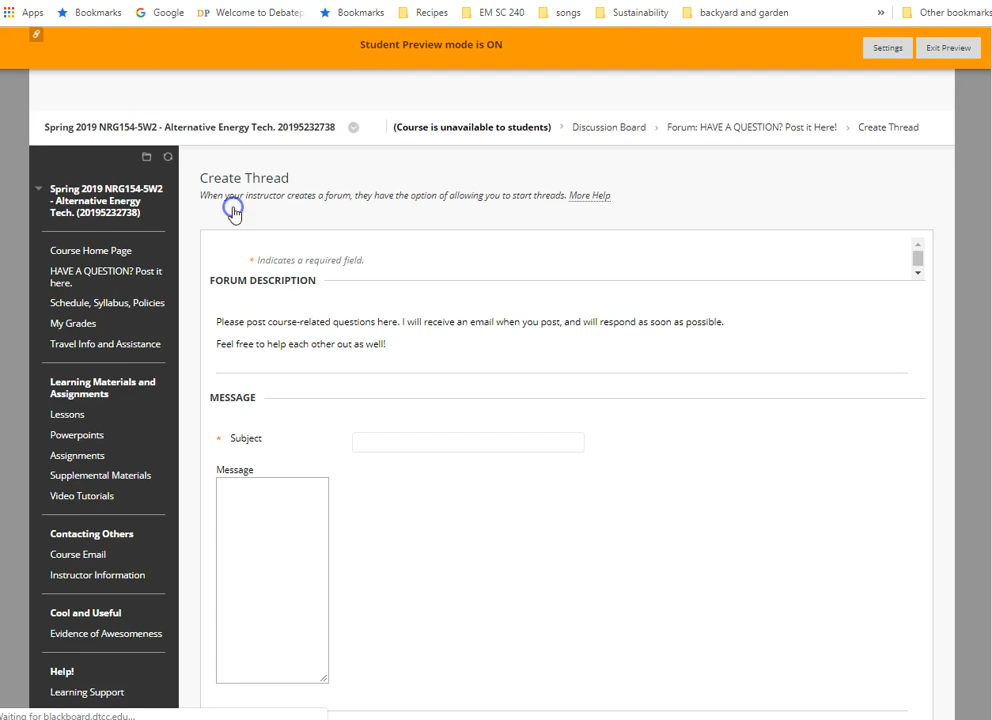 Apps Bookmarks Google DP Welcome to Debate Bookmarks Recipes EM SC 240 songs Sustainability backyard and garden » Other bookmarks
Student Preview mode is ON
Settings Exit Preview
Spring 2019 NRG154-5W2 - Alternative Energy Tech. 20195232738 (Course is unavailable to students) > Discussion Board > Forum: HAVE A QUESTION? Post it Here! > Create Thread
Spring 2019 NRG154-5W2
- Alternative Energy
Tech. (20195232738)
Course Home Page
HAVE A QUESTION? Post it
here.
Schedule, Syllabus, Policies
My Grades
Travel Info and Assistance
Learning Materials and
Assignments
Lessons
Powerpoints
Assignments
Supplemental Materials
Video Tutorials
Contacting Others
Course Email
Instructor Information
Cool and Useful
Evidence of Awesomeness
Help!
Learning Support
Create Thread
When your instructor creates a forum, they have the option of allowing you to start threads. More Help
* Indicates a required field.
FORUM DESCRIPTION
Please post course-related questions here. I will receive an email when you post, and will respond as soon as possible.
Feel free to help each other out as well!
MESSAGE
* Subject
Message
Waiting for blackboard.dtcc.edu...